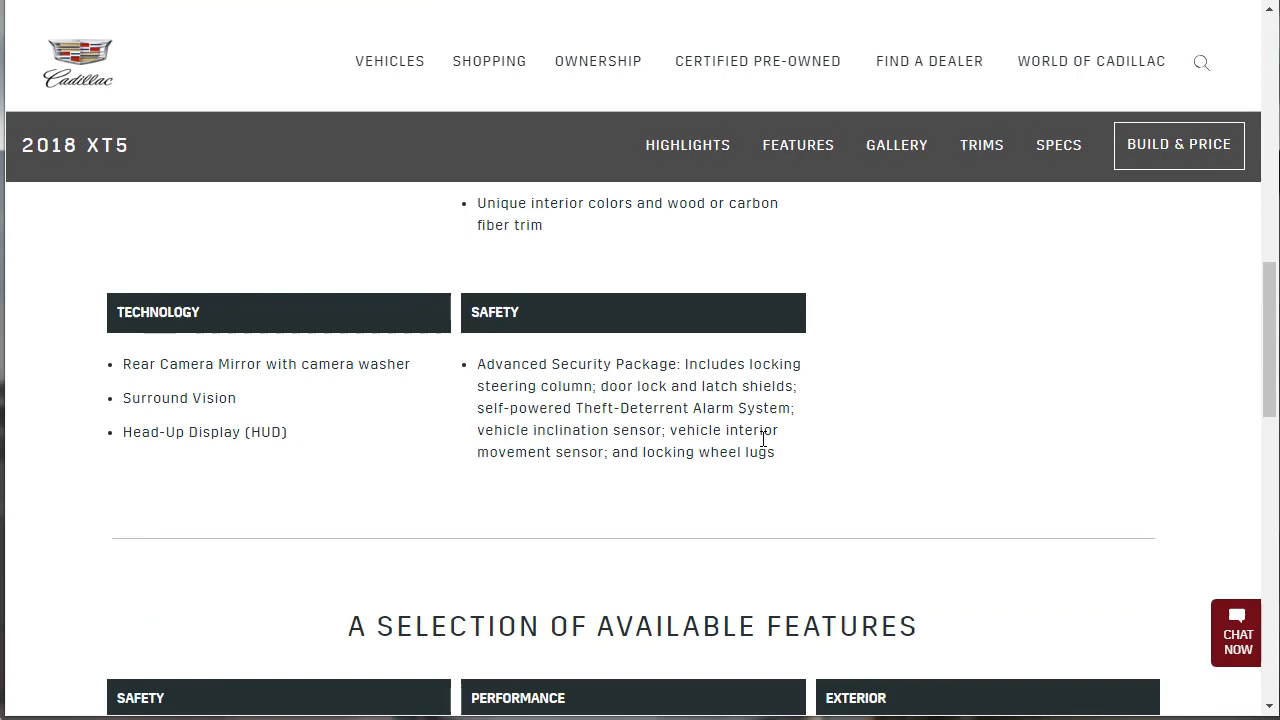 Cadillac
VEHICLES SHOPPING OWNERSHIP CERTIFIED PRE-OWNED FIND A DEALER WORLD OF CADILLAC
2018 XT5
HIGHLIGHTS FEATURES GALLERY TRIMS SPECS BUILD & PRICE
• Unique interior colors and wood or carbon
fiber trim
TECHNOLOGY
• Rear Camera Mirror with camera washer
• Surround Vision
• Head-Up Display (HUD)
SAFETY
• Advanced Security Package: Includes locking
steering column; door lock and latch shields;
self-powered Theft-Deterrent Alarm System;
vehicle inclination sensor; vehicle interior
movement sensor; and locking wheel lugs
A SELECTION OF AVAILABLE FEATURES
CHAT
NOW
SAFETY
PERFORMANCE
EXTERIOR